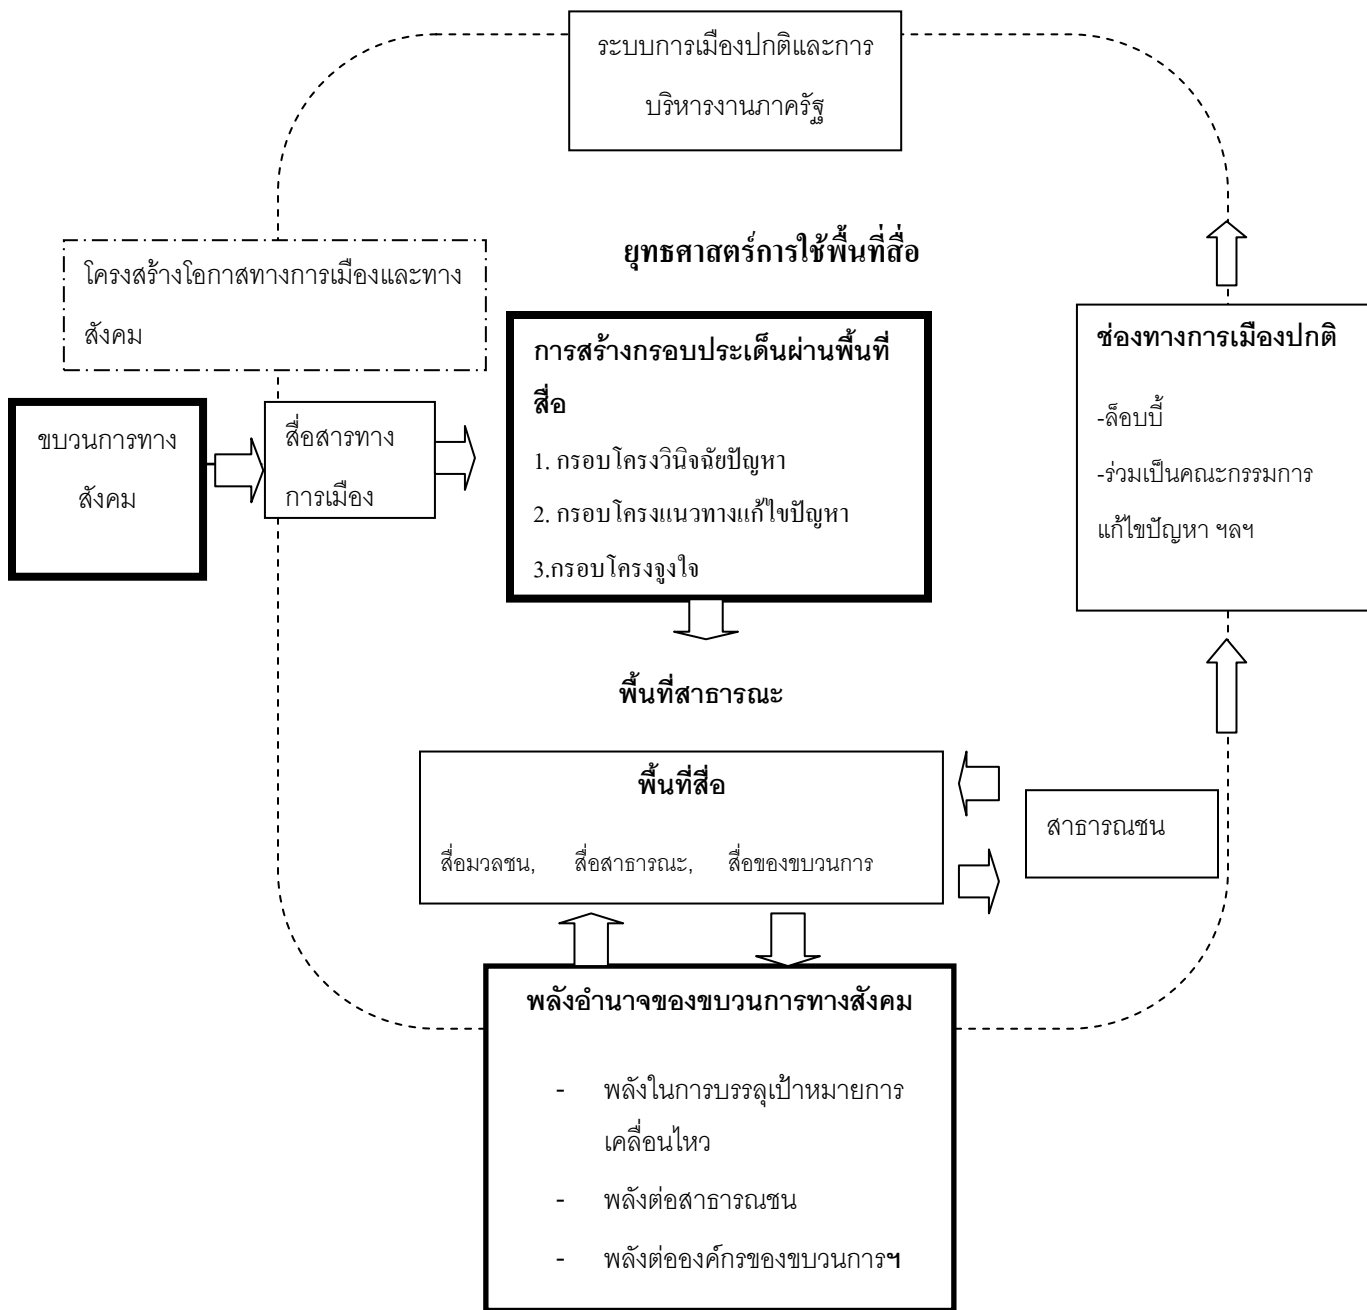 ระบบการเมืองปกติและการ
บริหารงานภาครัฐ
ยุทธศาสตร์การใช้พื้นที่สื่อ
โครงสร้างโอกาสทางการเมืองและทาง
สังคม
การสร้างกรอบประเด็นผ่านพื้นที่
สื่อ
1. กรอบโครงวินิจฉัยปัญหา
2. กรอบโครงแนวทางแก้ไขปัญหา
3.กรอบโครงจูงใจ
ช่องทางการเมืองปกติ
-ล็อบบี้
-ร่วมเป็นคณะกรรมการ
แก้ไขปัญหา ฯลฯ
ขบวนการทาง
สังคม
สื่อสารทาง
การเมือง
พื้นที่สาธารณะ
พื้นที่สื่อ
สื่อมวลชน, สื่อสาธารณะ, สื่อของขบวนการ
สาธารณชน
พลังอำนาจของขบวนการทางสังคม
- พลังในการบรรลุเป้าหมายการ
เคลื่อนไหว
- พลังต่อสาธารณชน
- พลังต่อองค์กรของขบวนการฯ